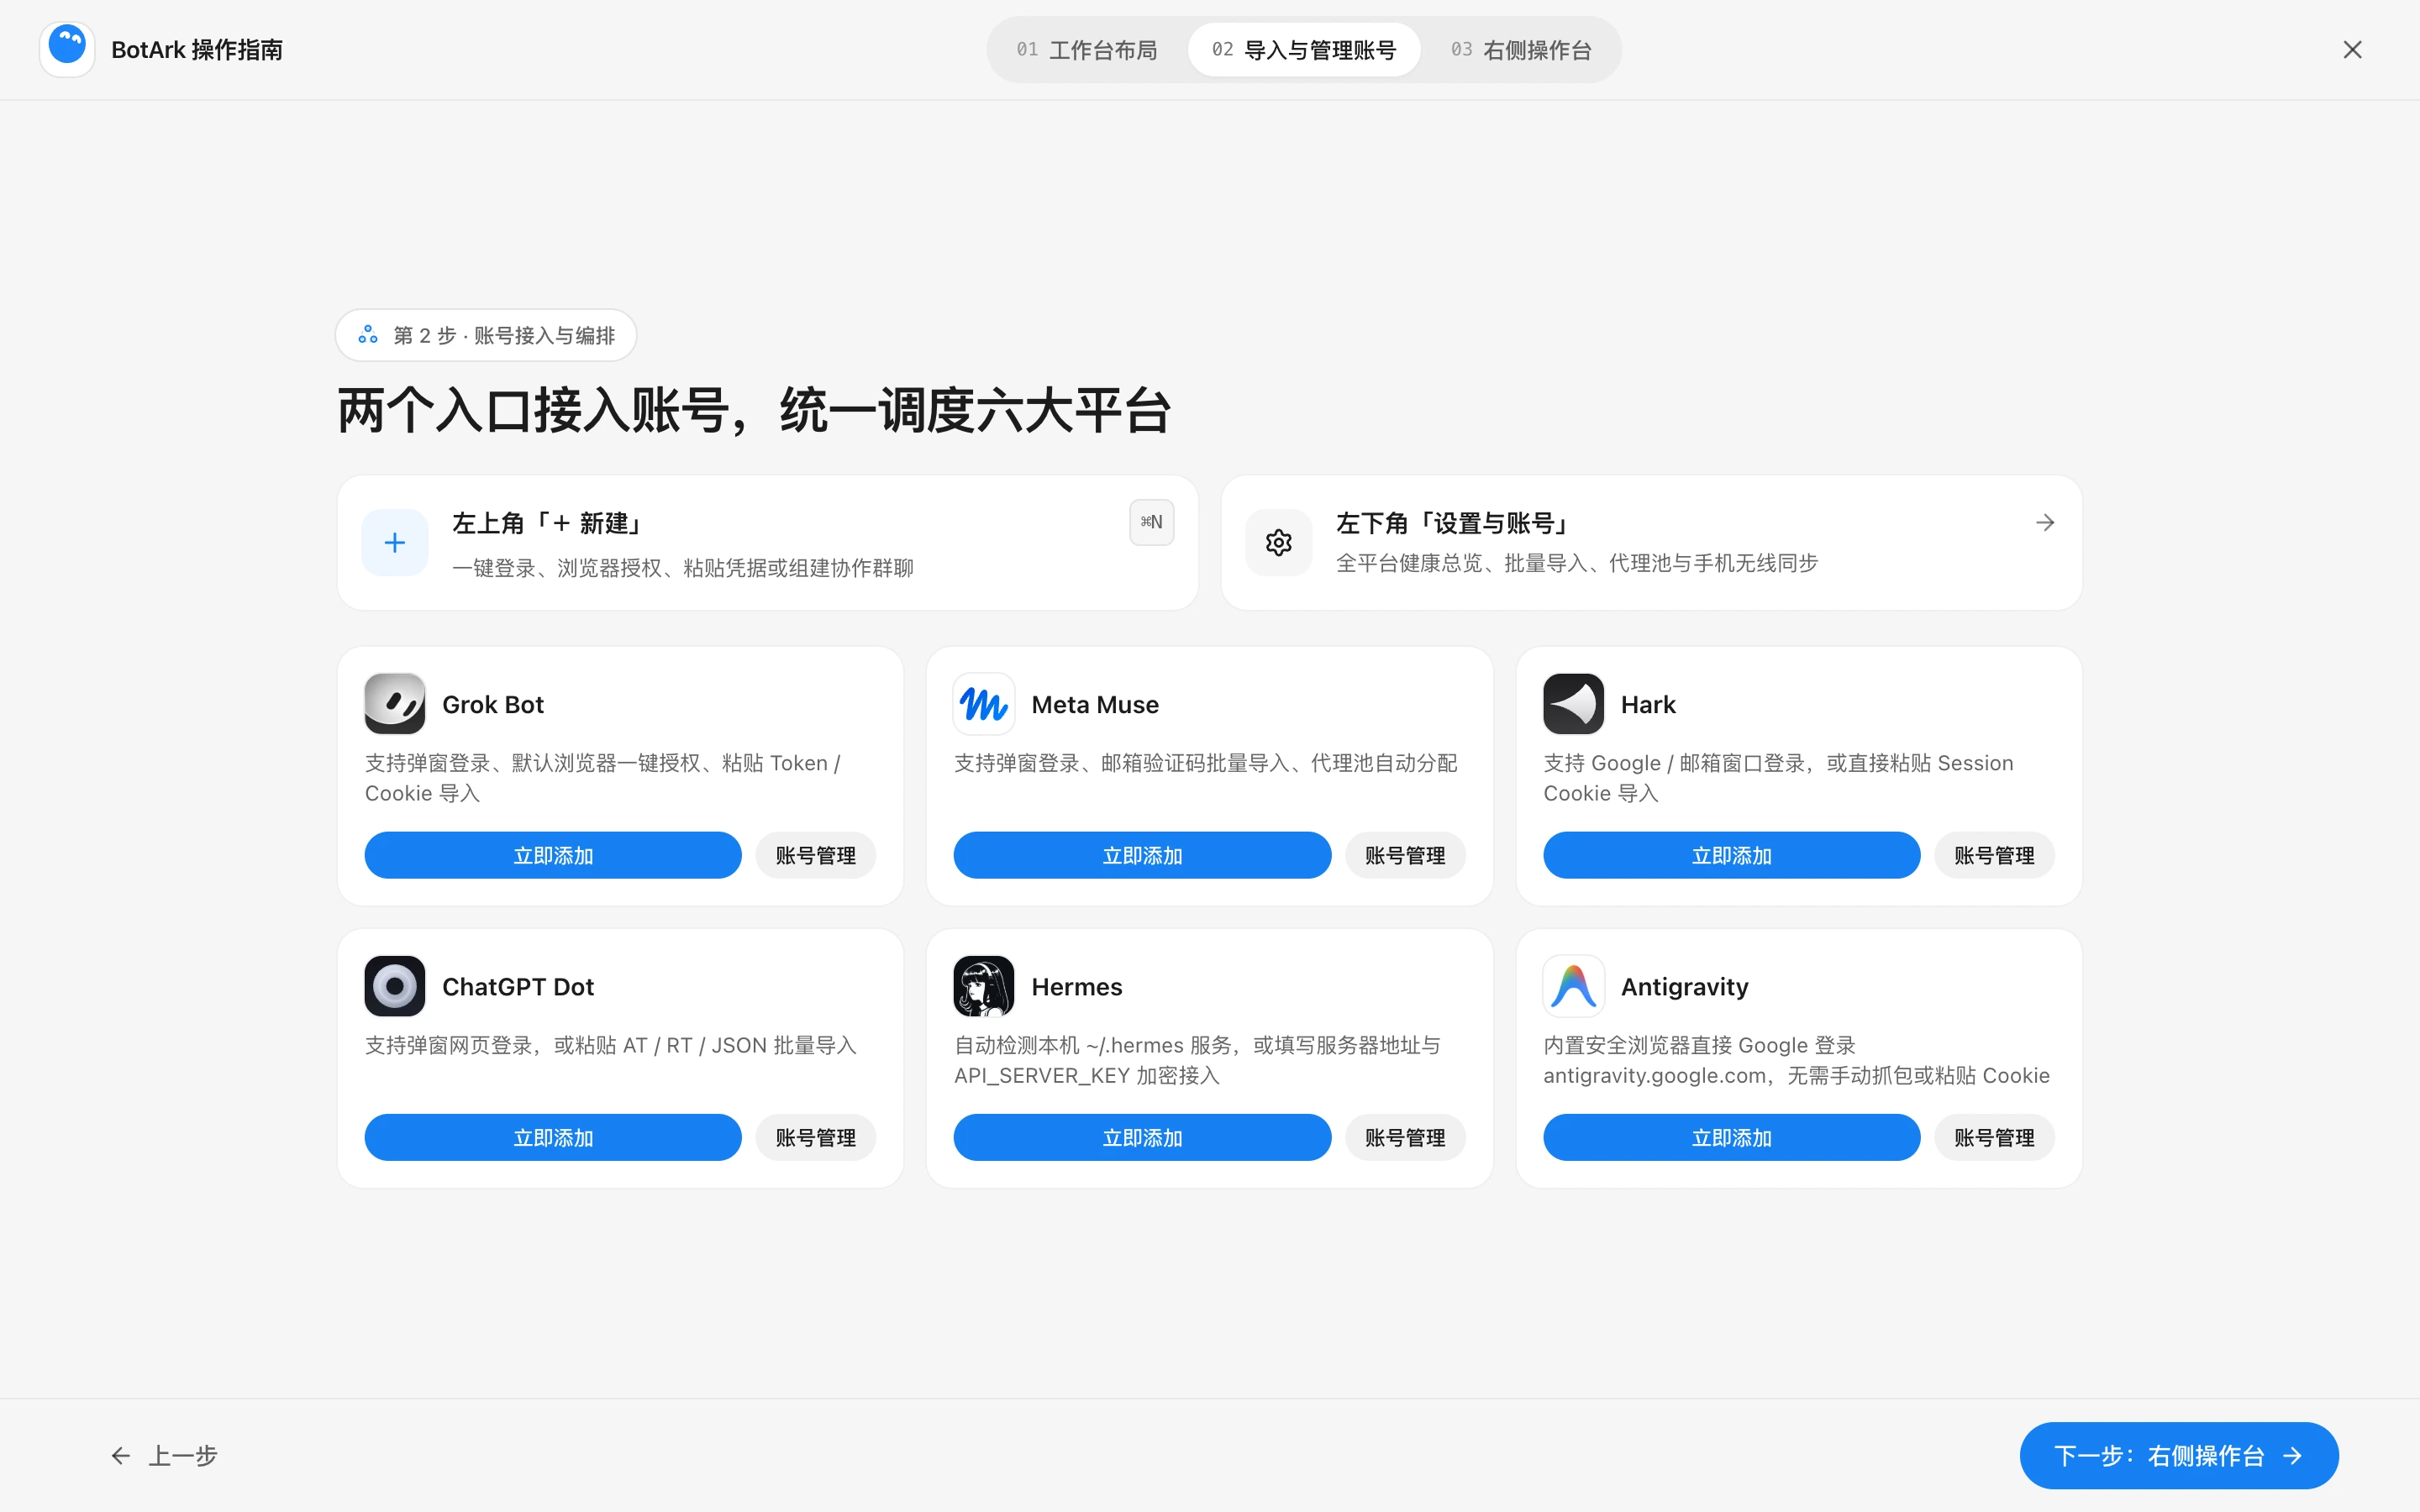 BotArk 操作指南
01 工作台布局
02 导入与管理账号
03 右侧操作台
第 2 步 · 账号接入与编排
两个入口接入账号，统一调度六大平台
左上角「＋ 新建」
⌘N
一键登录、浏览器授权、粘贴凭据或组建协作群聊
左下角「设置与账号」
全平台健康总览、批量导入、代理池与手机无线同步
Grok Bot
支持弹窗登录、默认浏览器一键授权、粘贴 Token /
Cookie 导入
立即添加
账号管理
Meta Muse
支持弹窗登录、邮箱验证码批量导入、代理池自动分配
立即添加
账号管理
Hark
支持 Google / 邮箱窗口登录，或直接粘贴 Session
Cookie 导入
立即添加
账号管理
ChatGPT Dot
支持弹窗网页登录，或粘贴 AT / RT / JSON 批量导入
立即添加
账号管理
Hermes
自动检测本机 ~/.hermes 服务，或填写服务器地址与
API_SERVER_KEY 加密接入
立即添加
账号管理
Antigravity
内置安全浏览器直接 Google 登录
antigravity.google.com，无需手动抓包或粘贴 Cookie
立即添加
账号管理
上一步
下一步：右侧操作台